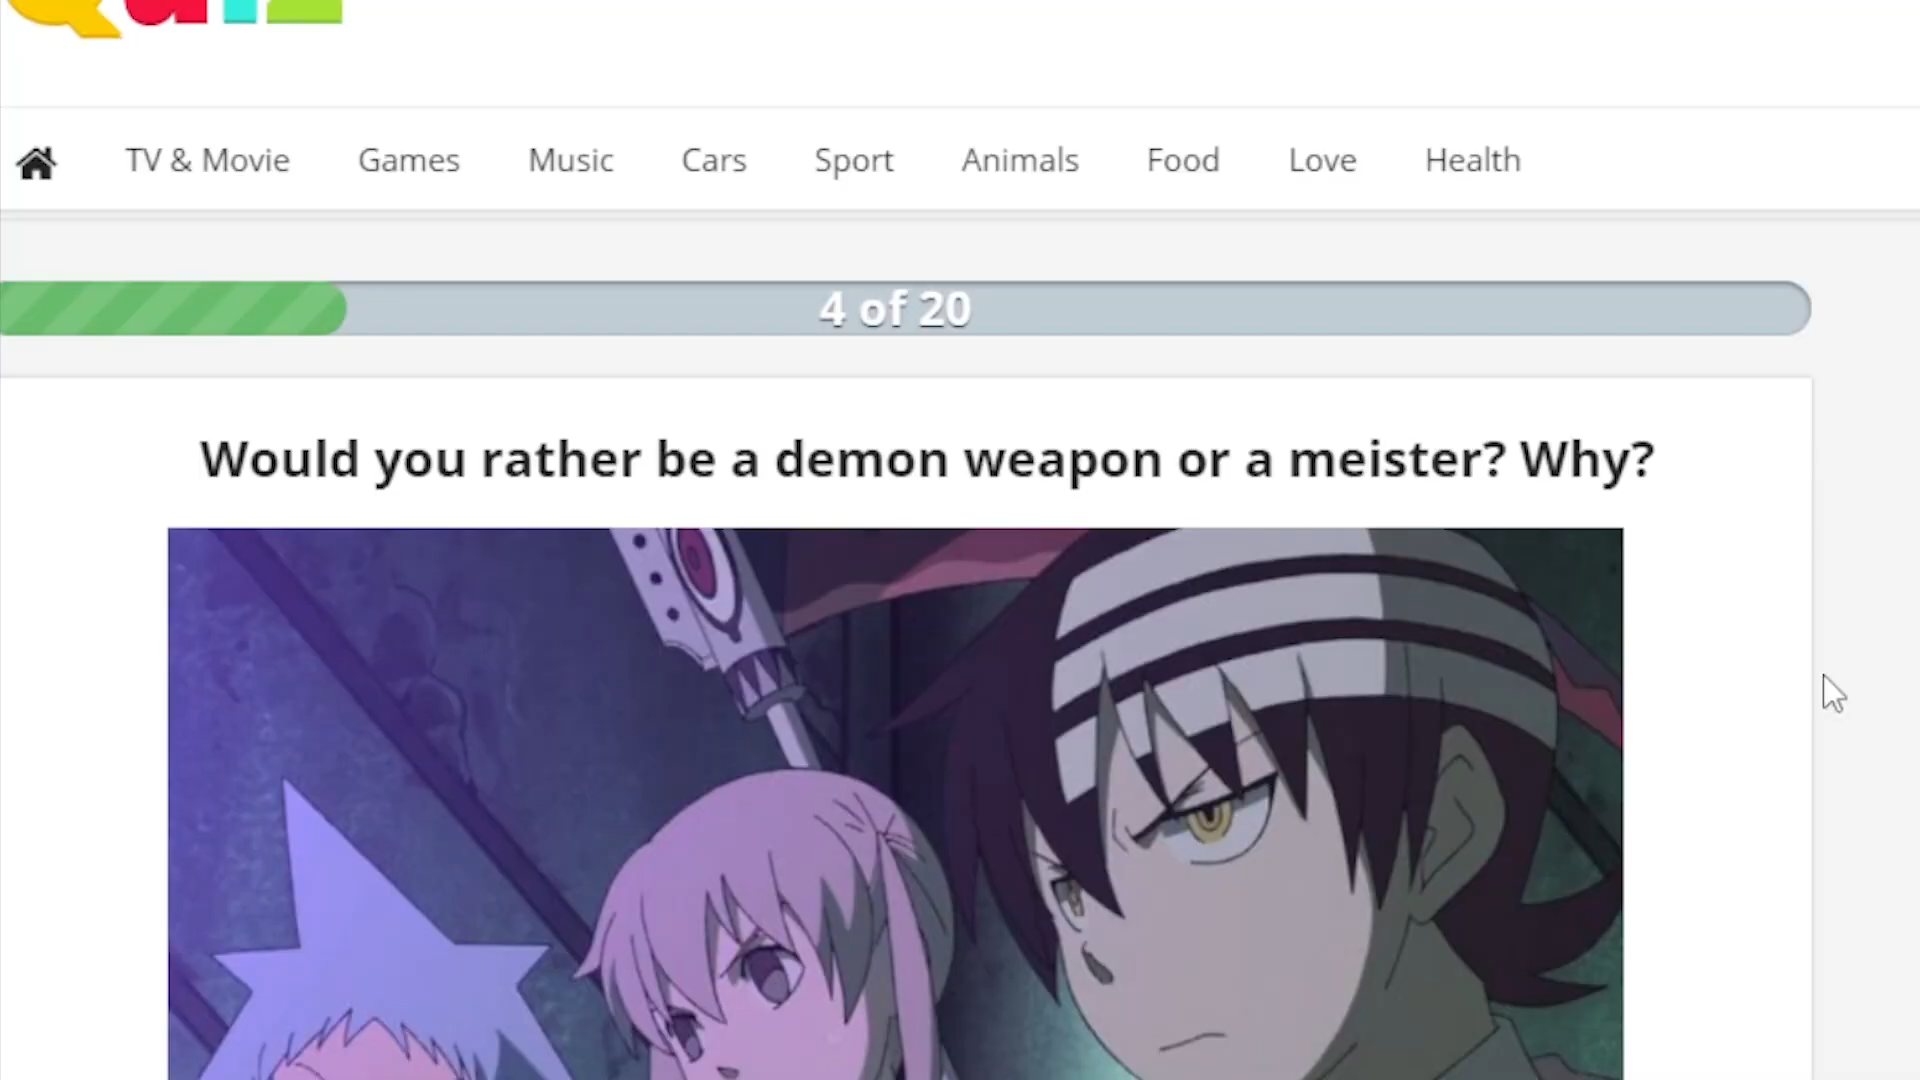 Quiz
TV & Movie Games Music Cars Sport Animals Food Love Health
4 of 20
Would you rather be a demon weapon or a meister? Why?